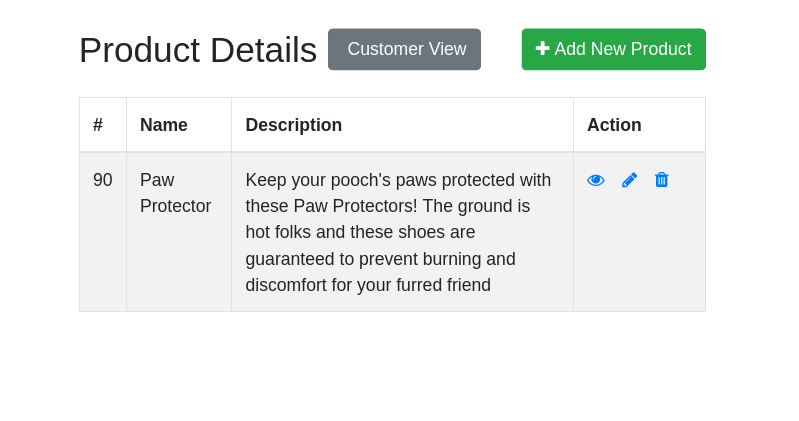 Product Details Customer View Add New Product
# Name Description Action
90 Paw Keep your pooch's paws protected with
Protector these Paw Protectors! The ground is
hot folks and these shoes are
guaranteed to prevent burning and
discomfort for your furred friend